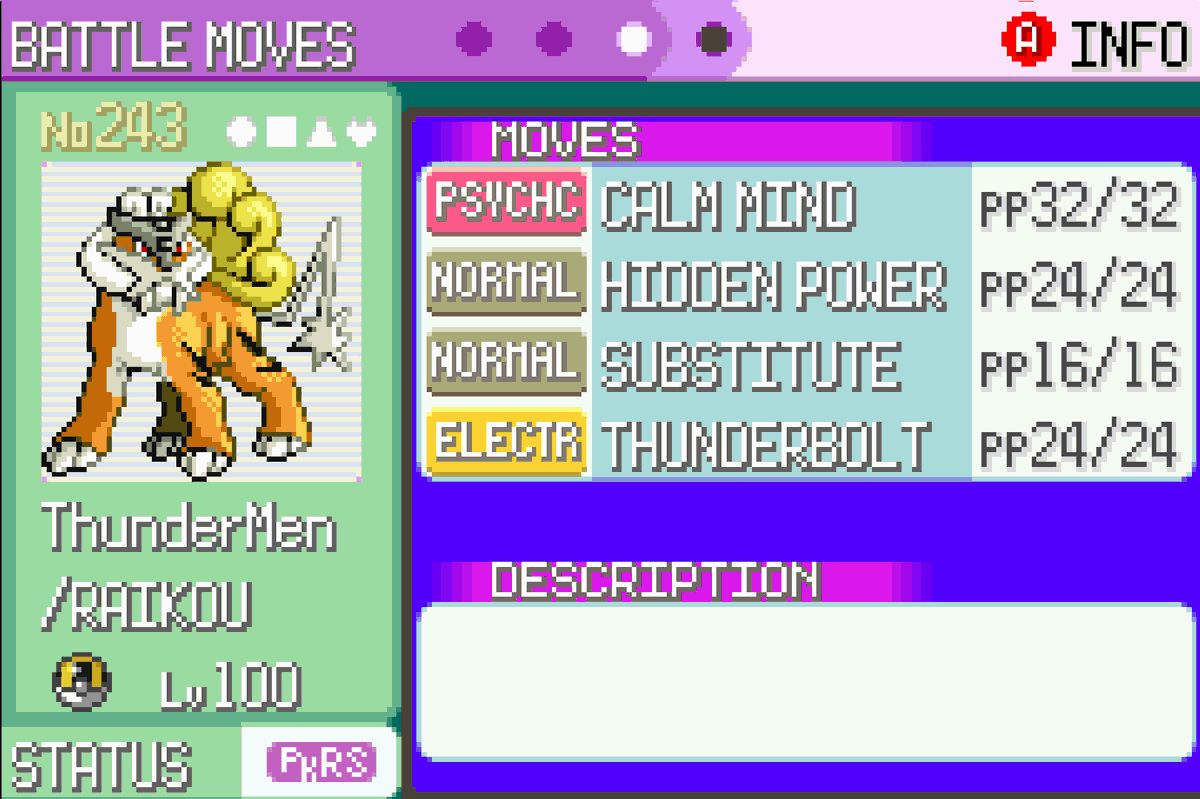 BATTLE MOVES
A INFO
No243
MOVES
PSYCHC CALM MIND PP32/32
NORMAL HIDDEN POWER PP24/24
NORMAL SUBSTITUTE PP16/16
ELECTR THUNDERBOLT PP24/24
ThunderMen
/RAIKOU
Lv100
DESCRIPTION
STATUS PKRS